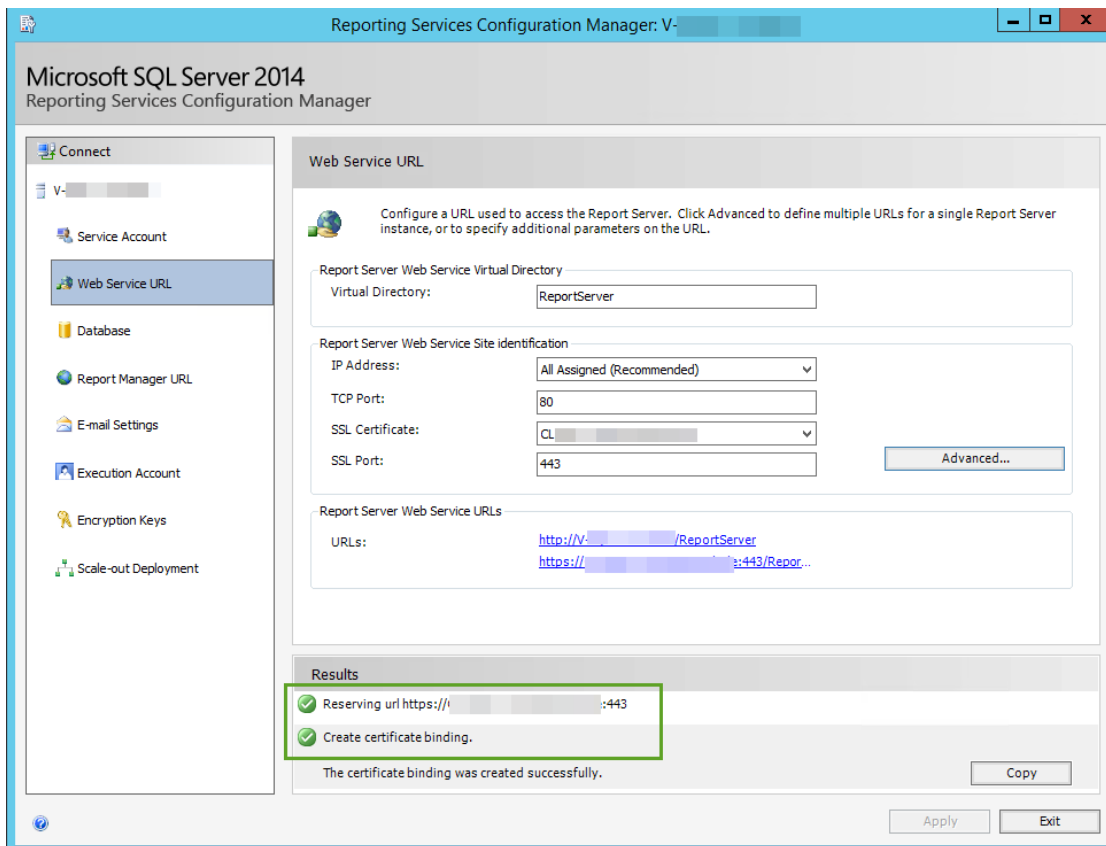 Reporting Services Configuration Manager: V-
Microsoft SQL Server 2014
Reporting Services Configuration Manager
Connect
V-
Service Account
Web Service URL
Database
Report Manager URL
E-mail Settings
Execution Account
Encryption Keys
Scale-out Deployment
Web Service URL
Configure a URL used to access the Report Server. Click Advanced to define multiple URLs for a single Report Server
instance, or to specify additional parameters on the URL.
Report Server Web Service Virtual Directory
Virtual Directory: ReportServer
Report Server Web Service Site identification
IP Address: All Assigned (Recommended)
TCP Port: 80
SSL Certificate: CL
SSL Port: 443
Advanced...
Report Server Web Service URLs
URLs: http://V- /ReportServer
https:// :443/Repor...
Results
Reserving url https:// :443
Create certificate binding.
The certificate binding was created successfully.
Copy
Apply
Exit